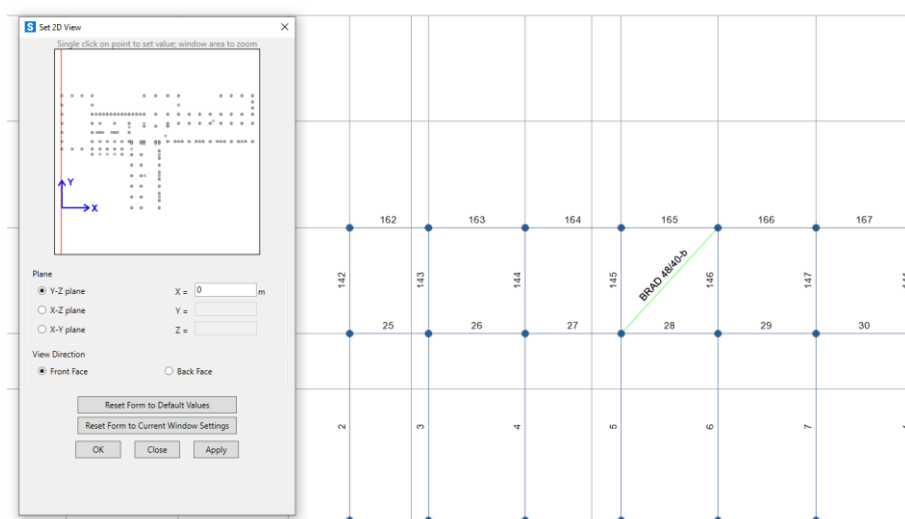 S Set 2D View
Single click on point to set value; window area to zoom
Y
X
Plane
Y-Z plane X = 0 m
X-Z plane Y =
X-Y plane Z =
View Direction
Front Face Back Face
Reset Form to Default Values
Reset Form to Current Window Settings
OK Close Apply
162 163 164 165 166 167
142 143 144 145 146 147
BRAD 48/40-b
25 26 27 28 29 30
2 3 4 5 6 7